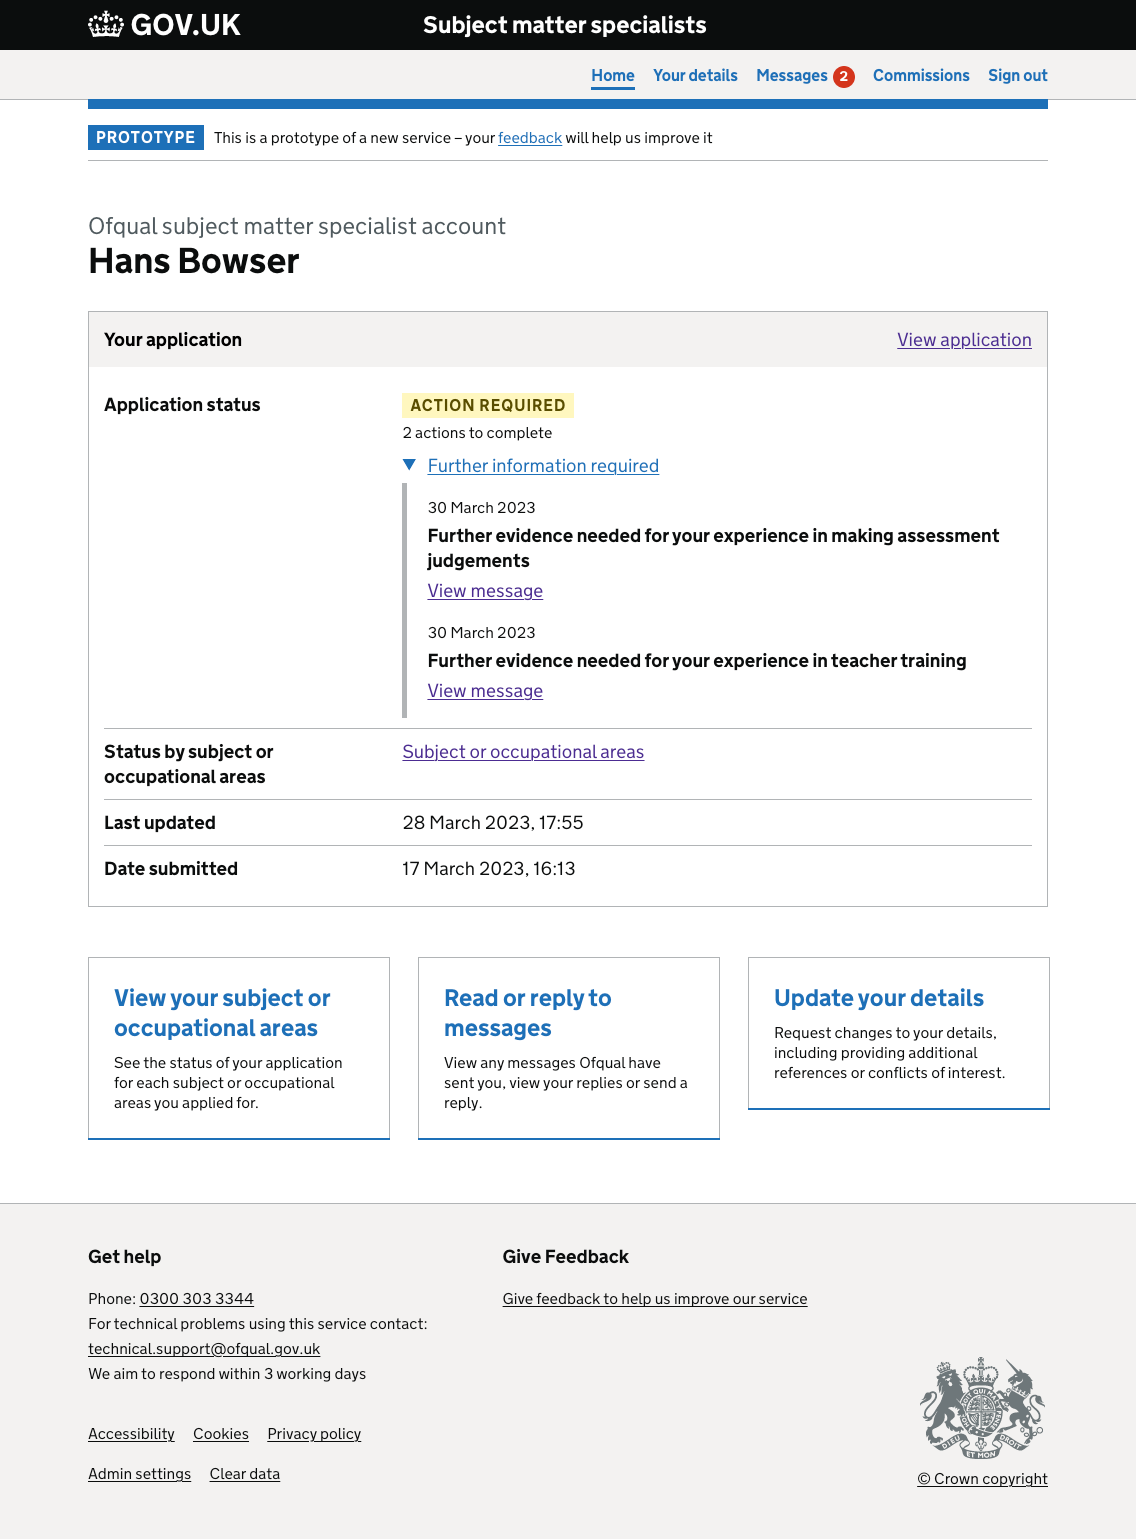 GOV.UK Subject matter specialists
Home Your details Messages 2 Commissions Sign out
PROTOTYPE This is a prototype of a new service – your feedback will help us improve it
Ofqual subject matter specialist account
Hans Bowser
Your application View application
Application status ACTION REQUIRED
2 actions to complete
Further information required
30 March 2023
Further evidence needed for your experience in making assessment
judgements
View message
30 March 2023
Further evidence needed for your experience in teacher training
View message
Status by subject or
occupational areas
Subject or occupational areas
Last updated 28 March 2023, 17:55
Date submitted 17 March 2023, 16:13
View your subject or
occupational areas
See the status of your application
for each subject or occupational
areas you applied for.
Read or reply to
messages
View any messages Ofqual have
sent you, view your replies or send a
reply.
Update your details
Request changes to your details,
including providing additional
references or conflicts of interest.
Get help
Phone: 0300 303 3344
For technical problems using this service contact:
technical.support@ofqual.gov.uk
We aim to respond within 3 working days
Give Feedback
Give feedback to help us improve our service
Accessibility Cookies Privacy policy
Admin settings Clear data
DIEU ET MON DROIT
© Crown copyright